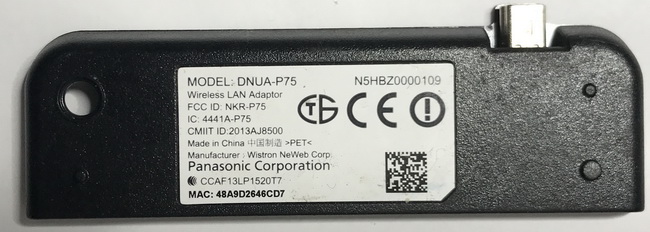 MODEL: DNUA-P75 N5HBZ0000109
Wireless LAN Adaptor
FCC ID: NKR-P75
IC: 4441A-P75
CMIIT ID:2013AJ8500
Made in China 中国制造 >PET<
Manufacturer : Wistron NeWeb Corp.
Panasonic Corporation
CCAF13LP1520T7
MAC: 48A9D2646CD7
CE